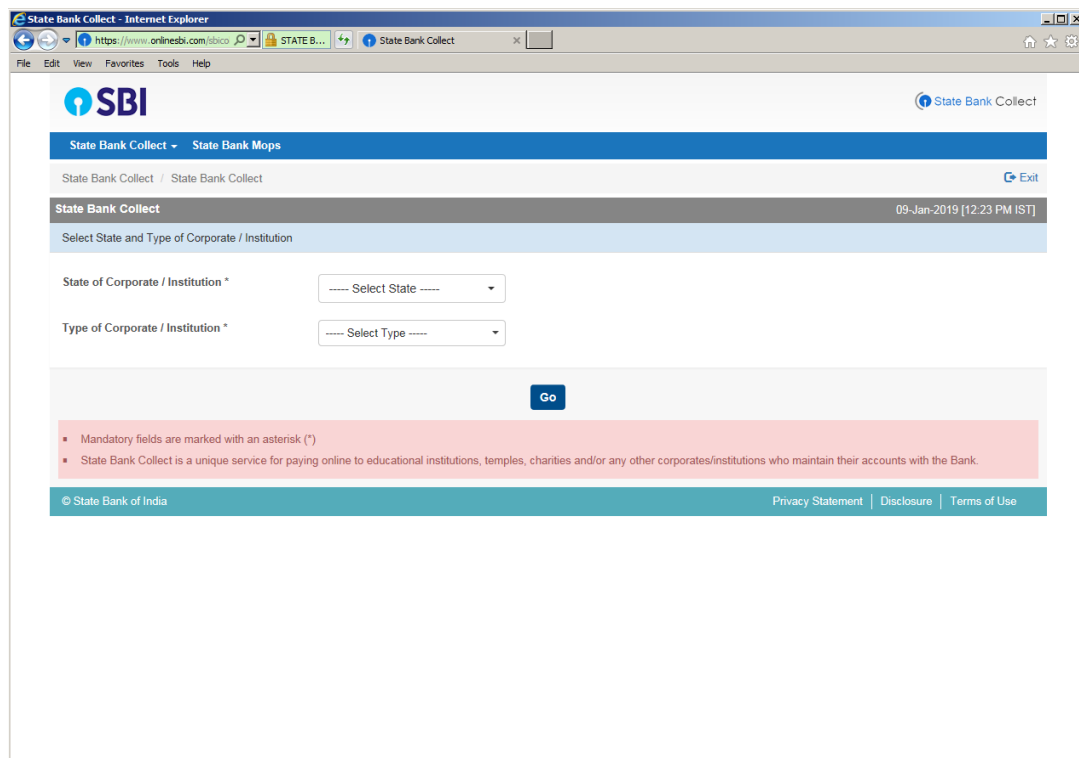 State Bank Collect - Internet Explorer
https://www.onlinesbi.com/sbico STATE B... State Bank Collect
File Edit View Favorites Tools Help
SBI State Bank Collect
State Bank Collect State Bank Mops
State Bank Collect / State Bank Collect Exit
State Bank Collect 09-Jan-2019 [12:23 PM IST]
Select State and Type of Corporate / Institution
State of Corporate / Institution * ----- Select State -----
Type of Corporate / Institution * ----- Select Type -----
Go
Mandatory fields are marked with an asterisk (*)
State Bank Collect is a unique service for paying online to educational institutions, temples, charities and/or any other corporates/institutions who maintain their accounts with the Bank.
© State Bank of India Privacy Statement | Disclosure | Terms of Use